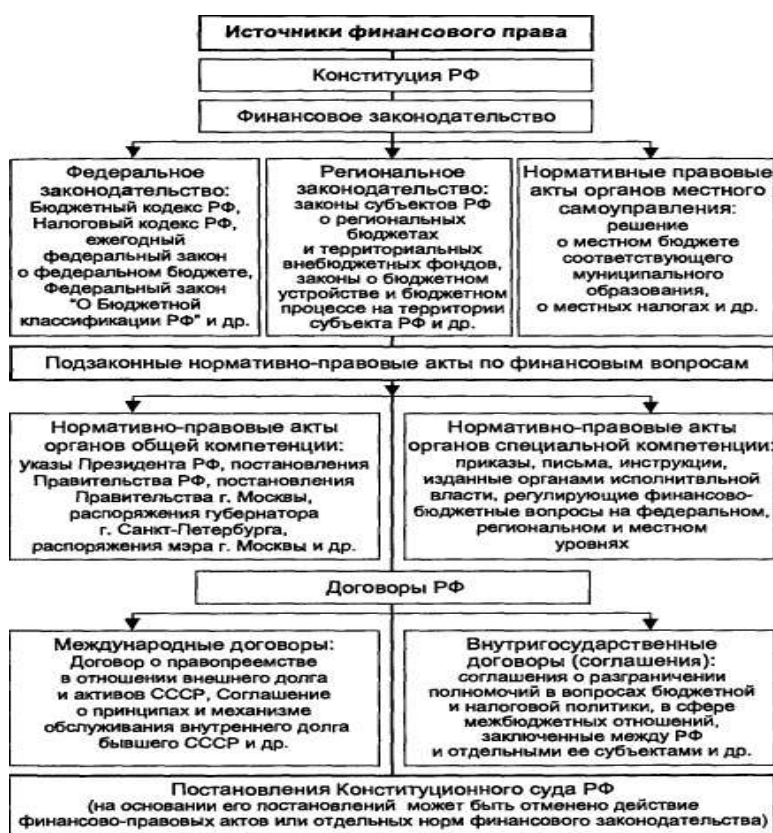 Источники финансового права
Конституция РФ
Финансовое законодательство
Федеральное
законодательство:
Бюджетный кодекс РФ,
Налоговый кодекс РФ,
ежегодный
федеральный закон
о федеральном бюджете,
Федеральный закон
"О Бюджетной
классификации РФ" и др.
Региональное
законодательство:
законы субъектов РФ
о региональных
бюджетах
и территориальных
внебюджетных фондов,
законы о бюджетном
устройстве и бюджетном
процессе на территории
субъекта РФ и др.
Нормативные правовые
акты органов местного
самоуправления:
решение
о местном бюджете
соответствующего
муниципального
образования,
о местных налогах и др.
Подзаконные нормативно-правовые акты по финансовым вопросам
Нормативно-правовые акты
органов общей компетенции:
указы Президента РФ, постановления
Правительства РФ, постановления
Правительства г. Москвы,
распоряжения губернатора
г. Санкт-Петербурга,
распоряжения мэра г. Москвы и др.
Нормативно-правовые акты
органов специальной компетенции:
приказы, письма, инструкции,
изданные органами исполнитвльной
власти, регулирующие финансово-
бюджетные вопросы на федеральном,
региональном и местном
уровнях
Договоры РФ
Международные договоры:
Договор о правопреемстве
в отношении внешнего долга
и активов СССР, Соглашение
о принципах и механизме
обслуживания внутреннего долга
бывшего СССР и др.
Внутригосударственные
договоры (соглашения):
соглашения о разграничении
полномочий в вопросах бюджетной
и налоговой политики, в сфере
межбюджетных отношений,
заключенные между РФ
и отдельными ее субъектами и др.
Постановления Конституционного суда РФ
(на основании его постановлений может быть отменено действие
финансово-правовых актов или отдельных норм финансового законодательства)